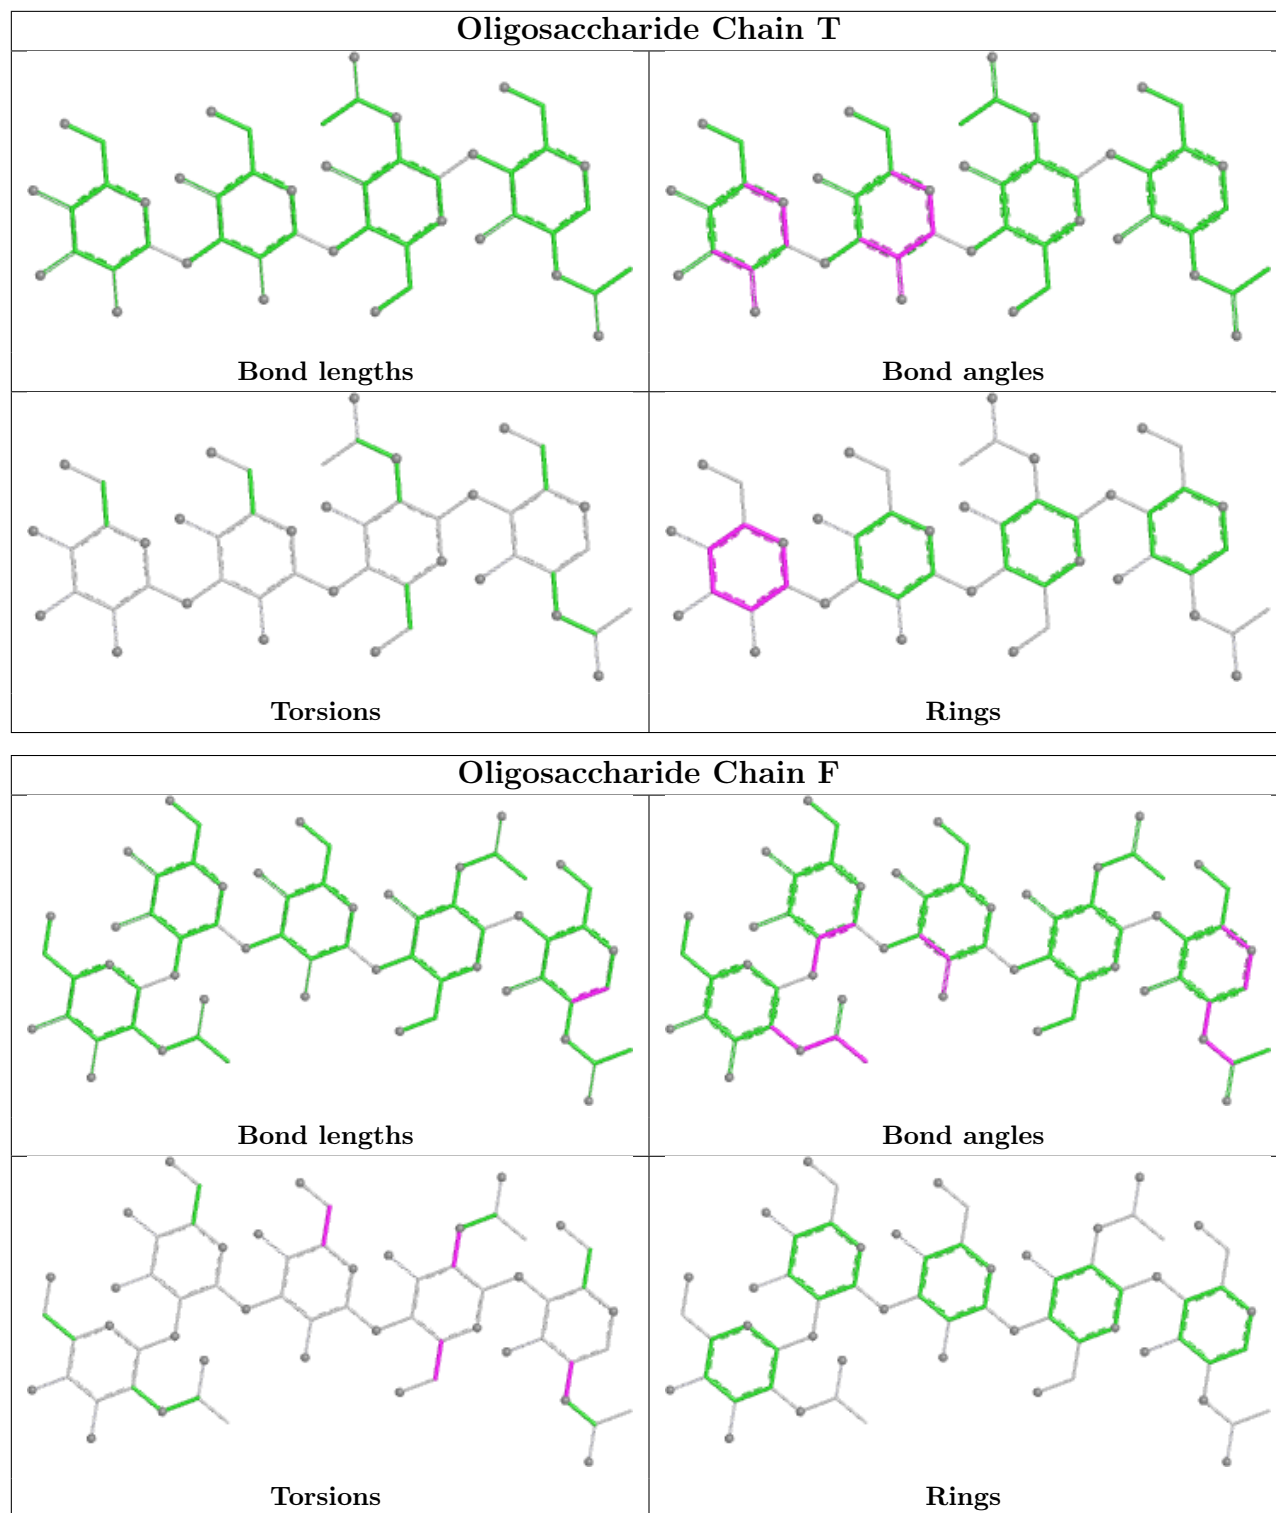 Oligosaccharide Chain T
Bond lengths
Bond angles
Torsions
Rings
Oligosaccharide Chain F
Bond lengths
Bond angles
Torsions
Rings